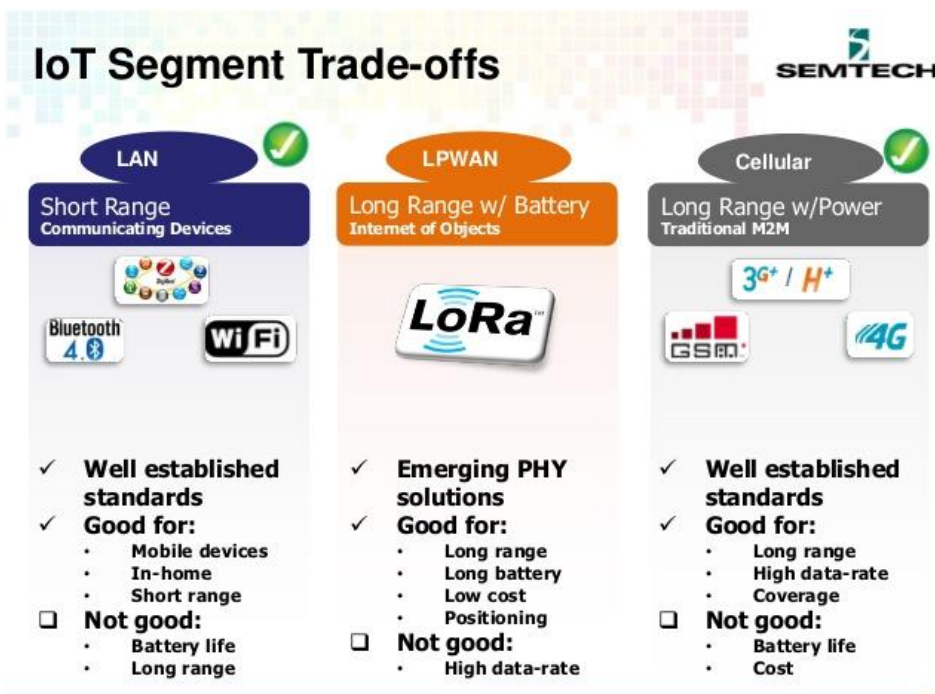 IoT Segment Trade-offs
SEMTECH
LAN
Short Range
Communicating Devices
ZigBee
Bluetooth
4.0
Wi Fi
✓ Well established
standards
✓ Good for:
• Mobile devices
• In-home
• Short range
❑ Not good:
• Battery life
• Long range
LPWAN
Long Range w/ Battery
Internet of Objects
LoRa™
✓ Emerging PHY
solutions
✓ Good for:
• Long range
• Long battery
• Low cost
• Positioning
❑ Not good:
• High data-rate
Cellular
Long Range w/Power
Traditional M2M
3G+ / H+
GSM
4G
✓ Well established
standards
✓ Good for:
• Long range
• High data-rate
• Coverage
❑ Not good:
• Battery life
• Cost